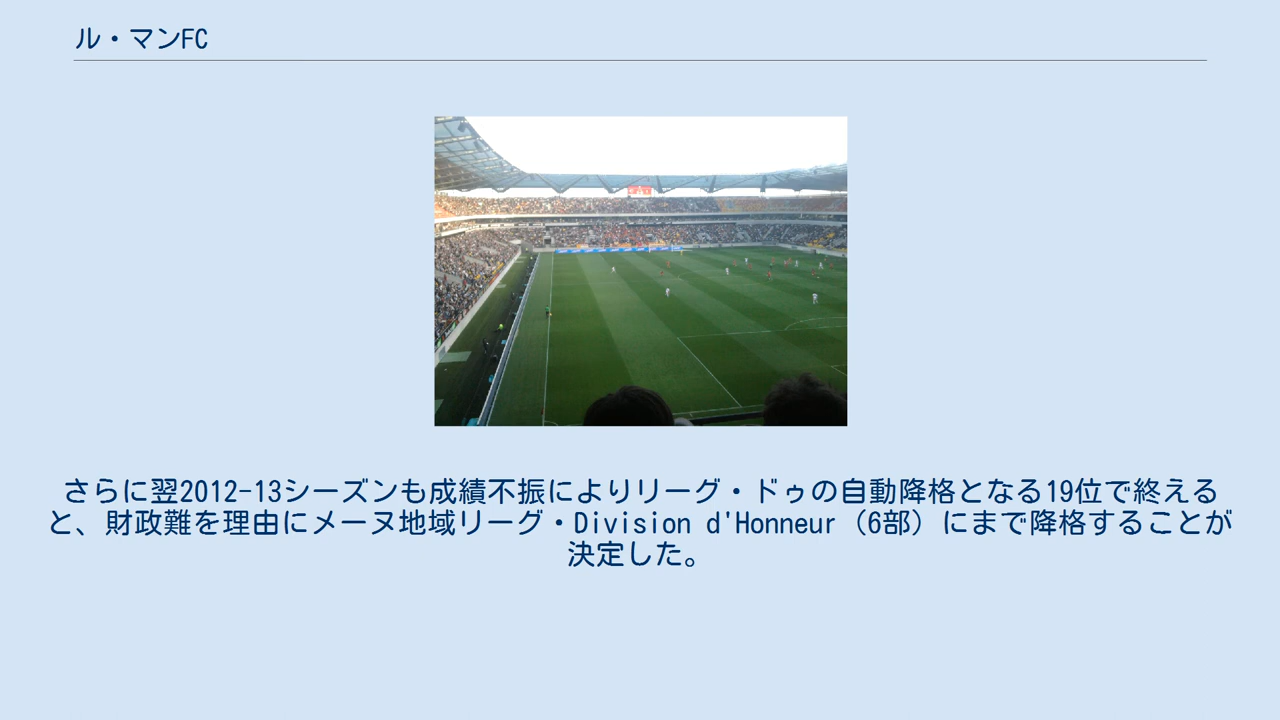 ル・マンFC
さらに翌2012-13シーズンも成績不振によりリーグ・ドゥの自動降格となる19位で終える
と、財政難を理由にメーヌ地域リーグ・Division d'Honneur（6部）にまで降格することが
決定した。